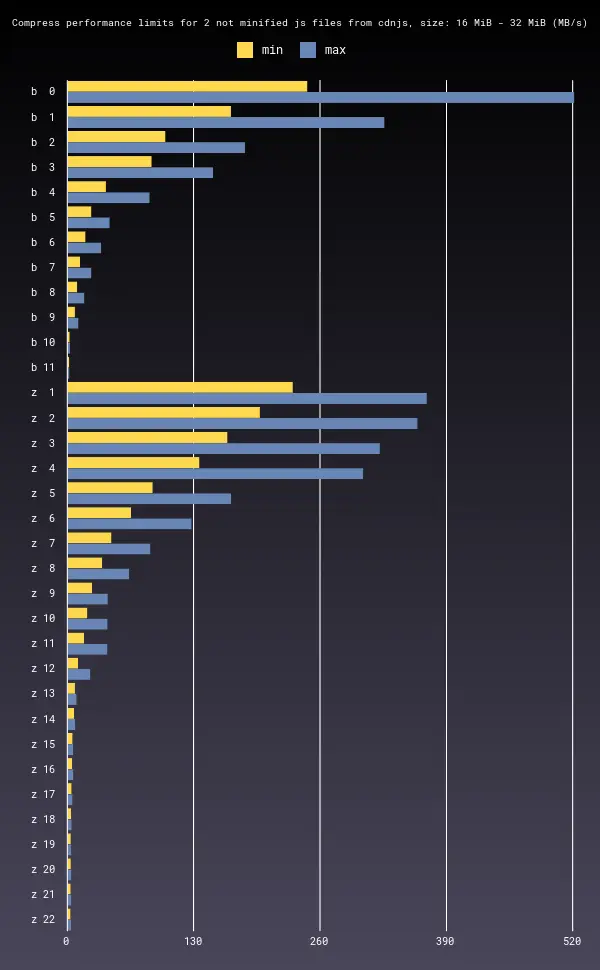 Compress performance limits for 2 not minified js files from cdnjs, size: 16 MiB - 32 MiB (MB/s)
min max
b 0
b 1
b 2
b 3
b 4
b 5
b 6
b 7
b 8
b 9
b 10
b 11
z 1
z 2
z 3
z 4
z 5
z 6
z 7
z 8
z 9
z 10
z 11
z 12
z 13
z 14
z 15
z 16
z 17
z 18
z 19
z 20
z 21
z 22
0 130 260 390 520